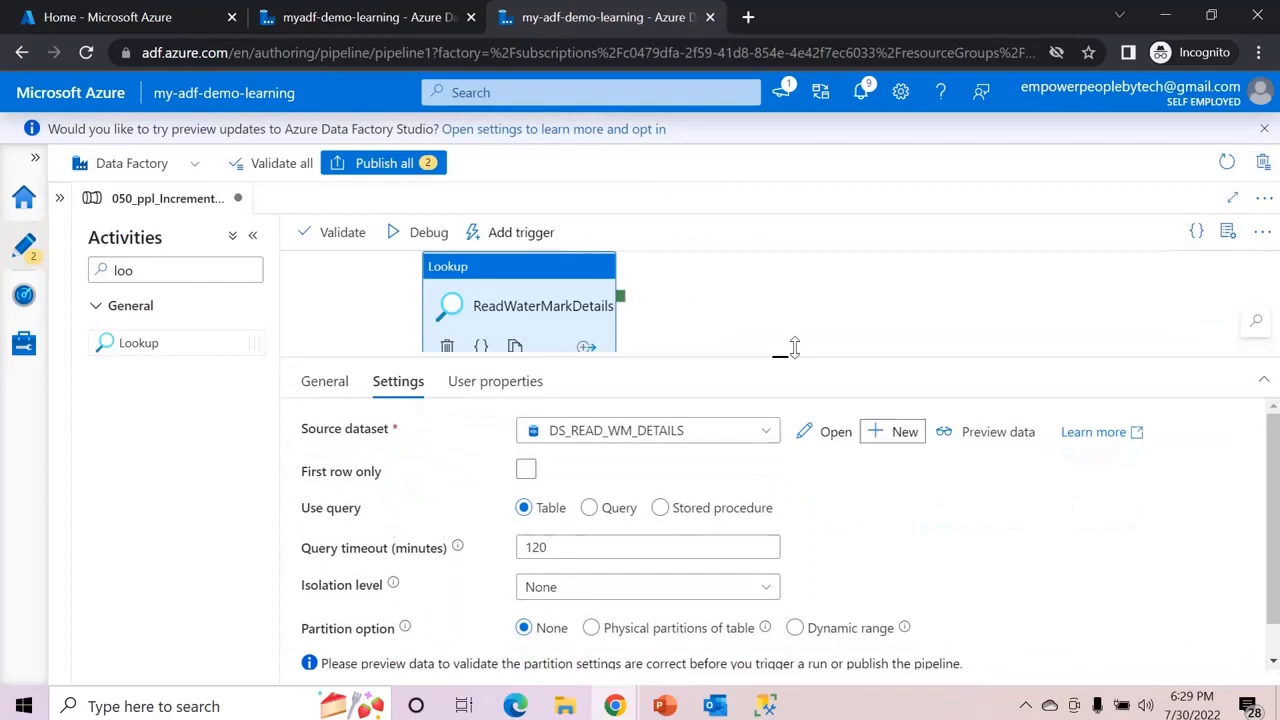 Home - Microsoft Azure
myadf-demo-learning - Azure Da
my-adf-demo-learning - Azure D
adf.azure.com/en/authoring/pipeline/pipeline1?factory=%2Fsubscriptions%2Fc0479dfa-2f59-41d8-854e-4e42f7ec6033%2FresourceGroups%2F...
Incognito
Microsoft Azure
my-adf-demo-learning
Search
1
9
empowerpeoplebytech@gmail.com
SELF EMPLOYED
Would you like to try preview updates to Azure Data Factory Studio? Open settings to learn more and opt in
Data Factory
Validate all
Publish all 2
050_ppl_Increment...
Activities
Validate
Debug
Add trigger
2
loo
General
Lookup
Lookup
ReadWaterMarkDetails
General
Settings
User properties
Source dataset *
DS_READ_WM_DETAILS
Open
New
Preview data
Learn more
First row only
Use query
Table
Query
Stored procedure
Query timeout (minutes)
120
Isolation level
None
Partition option
None
Physical partitions of table
Dynamic range
Please preview data to validate the partition settings are correct before you trigger a run or publish the pipeline.
Type here to search
6:29 PM
7/30/2022
28